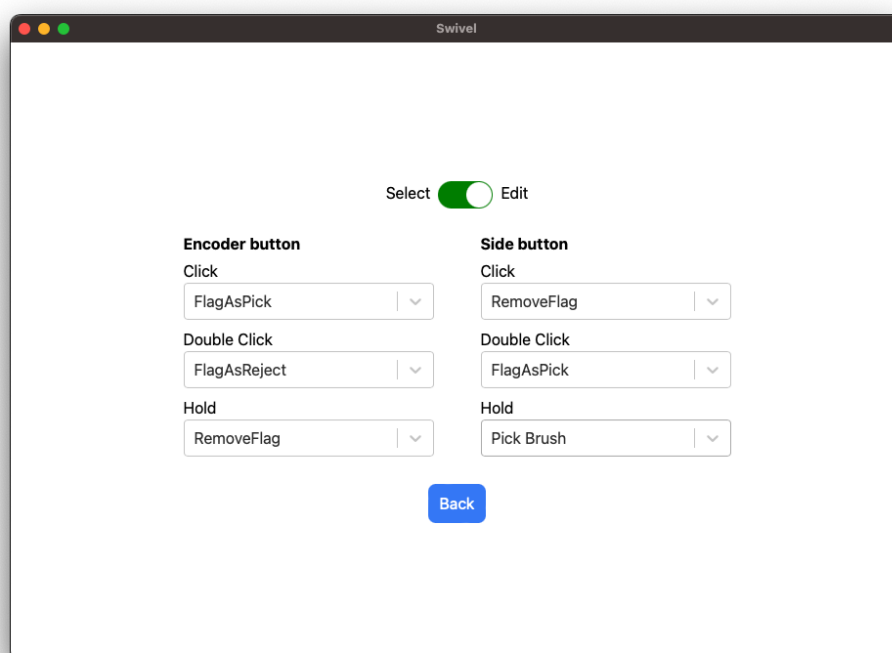 Swivel
Select Edit
Encoder button
Click
FlagAsPick
Double Click
FlagAsReject
Hold
RemoveFlag
Side button
Click
RemoveFlag
Double Click
FlagAsPick
Hold
Pick Brush
Back